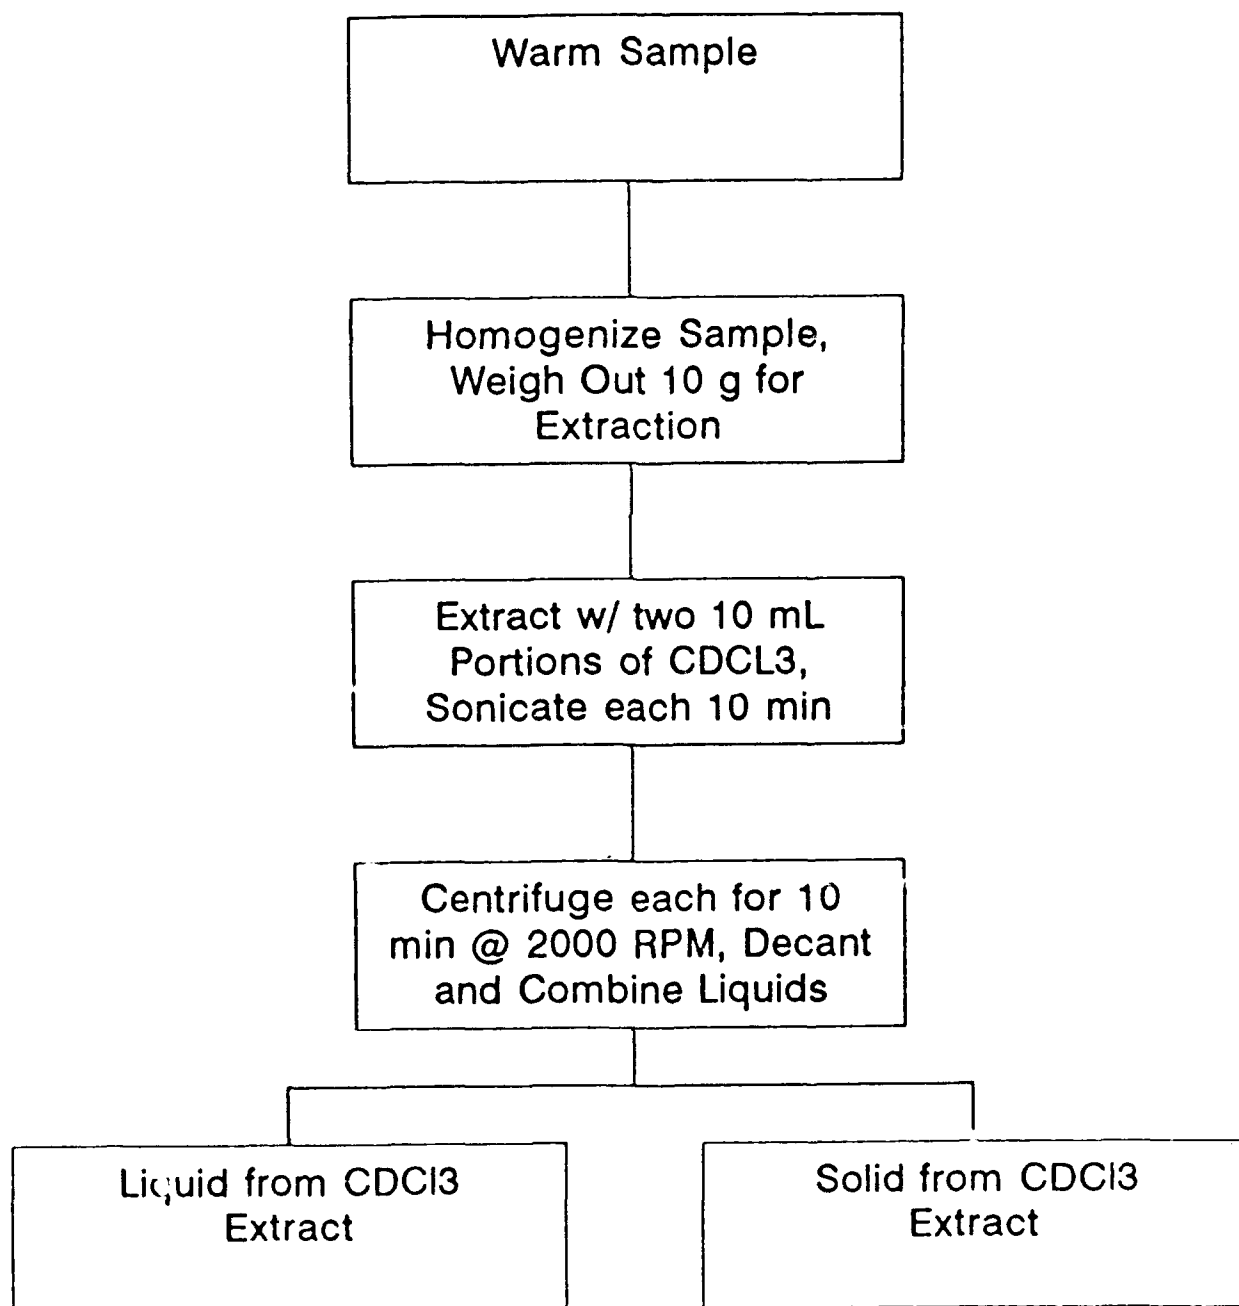 Warm Sample
Homogenize Sample,
Weigh Out 10 g for
Extraction
Extract w/ two 10 mL
Portions of CDCL3,
Sonicate each 10 min
Centrifuge each for 10
min @ 2000 RPM, Decant
and Combine Liquids
Liquid from CDCl3
Extract
Solid from CDCl3
Extract